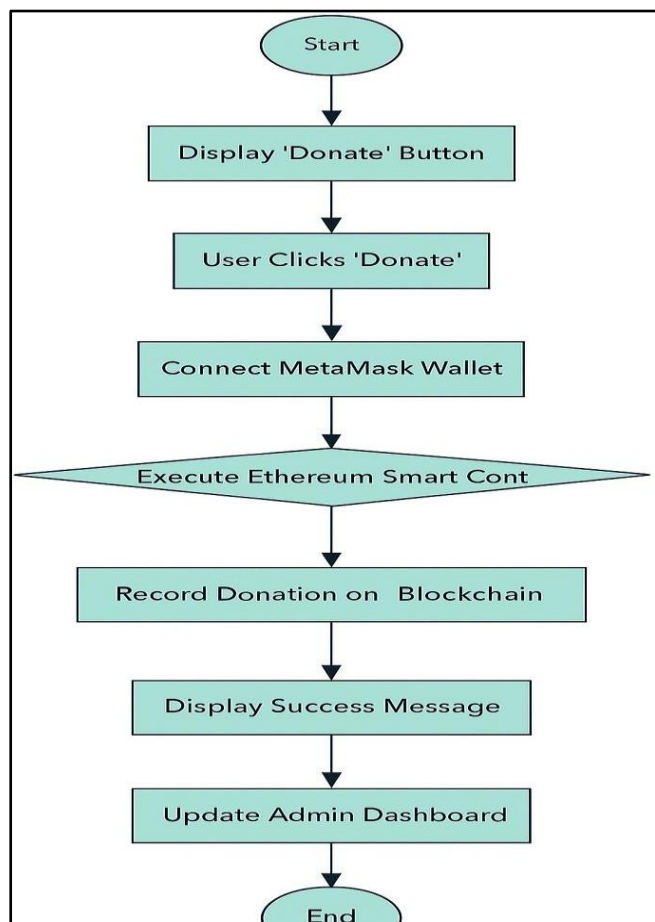 Start
Display 'Donate' Button
User Clicks 'Donate'
Connect MetaMask Wallet
Execute Ethereum Smart Cont
Record Donation on Blockchain
Display Success Message
Update Admin Dashboard
End